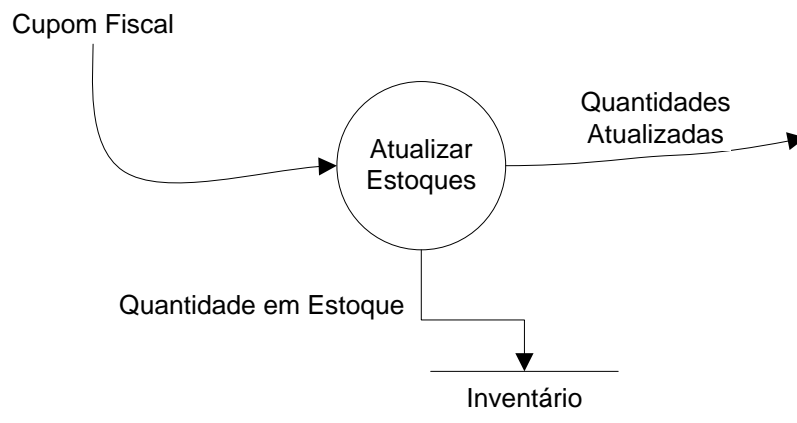 Cupom Fiscal
Quantidades
Atualizadas
Atualizar
Estoques
Quantidade em Estoque
Inventário